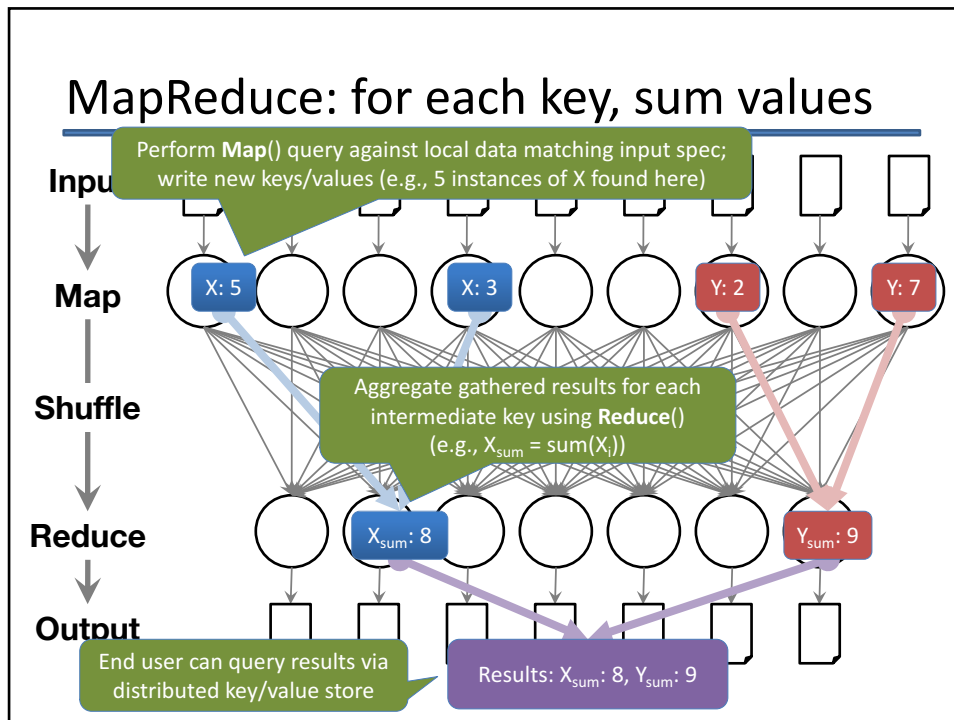 MapReduce: for each key, sum values
Perform Map() query against local data matching input spec;
write new keys/values (e.g., 5 instances of X found here)
Input
X: 5
X: 3
Y: 2
Y: 7
Map
Aggregate gathered results for each
intermediate key using Reduce()
(e.g., Xsum = sum(Xi))
Shuffle
Reduce
Xsum: 8
Ysum: 9
Output
End user can query results via
distributed key/value store
Results: Xsum: 8, Ysum: 9